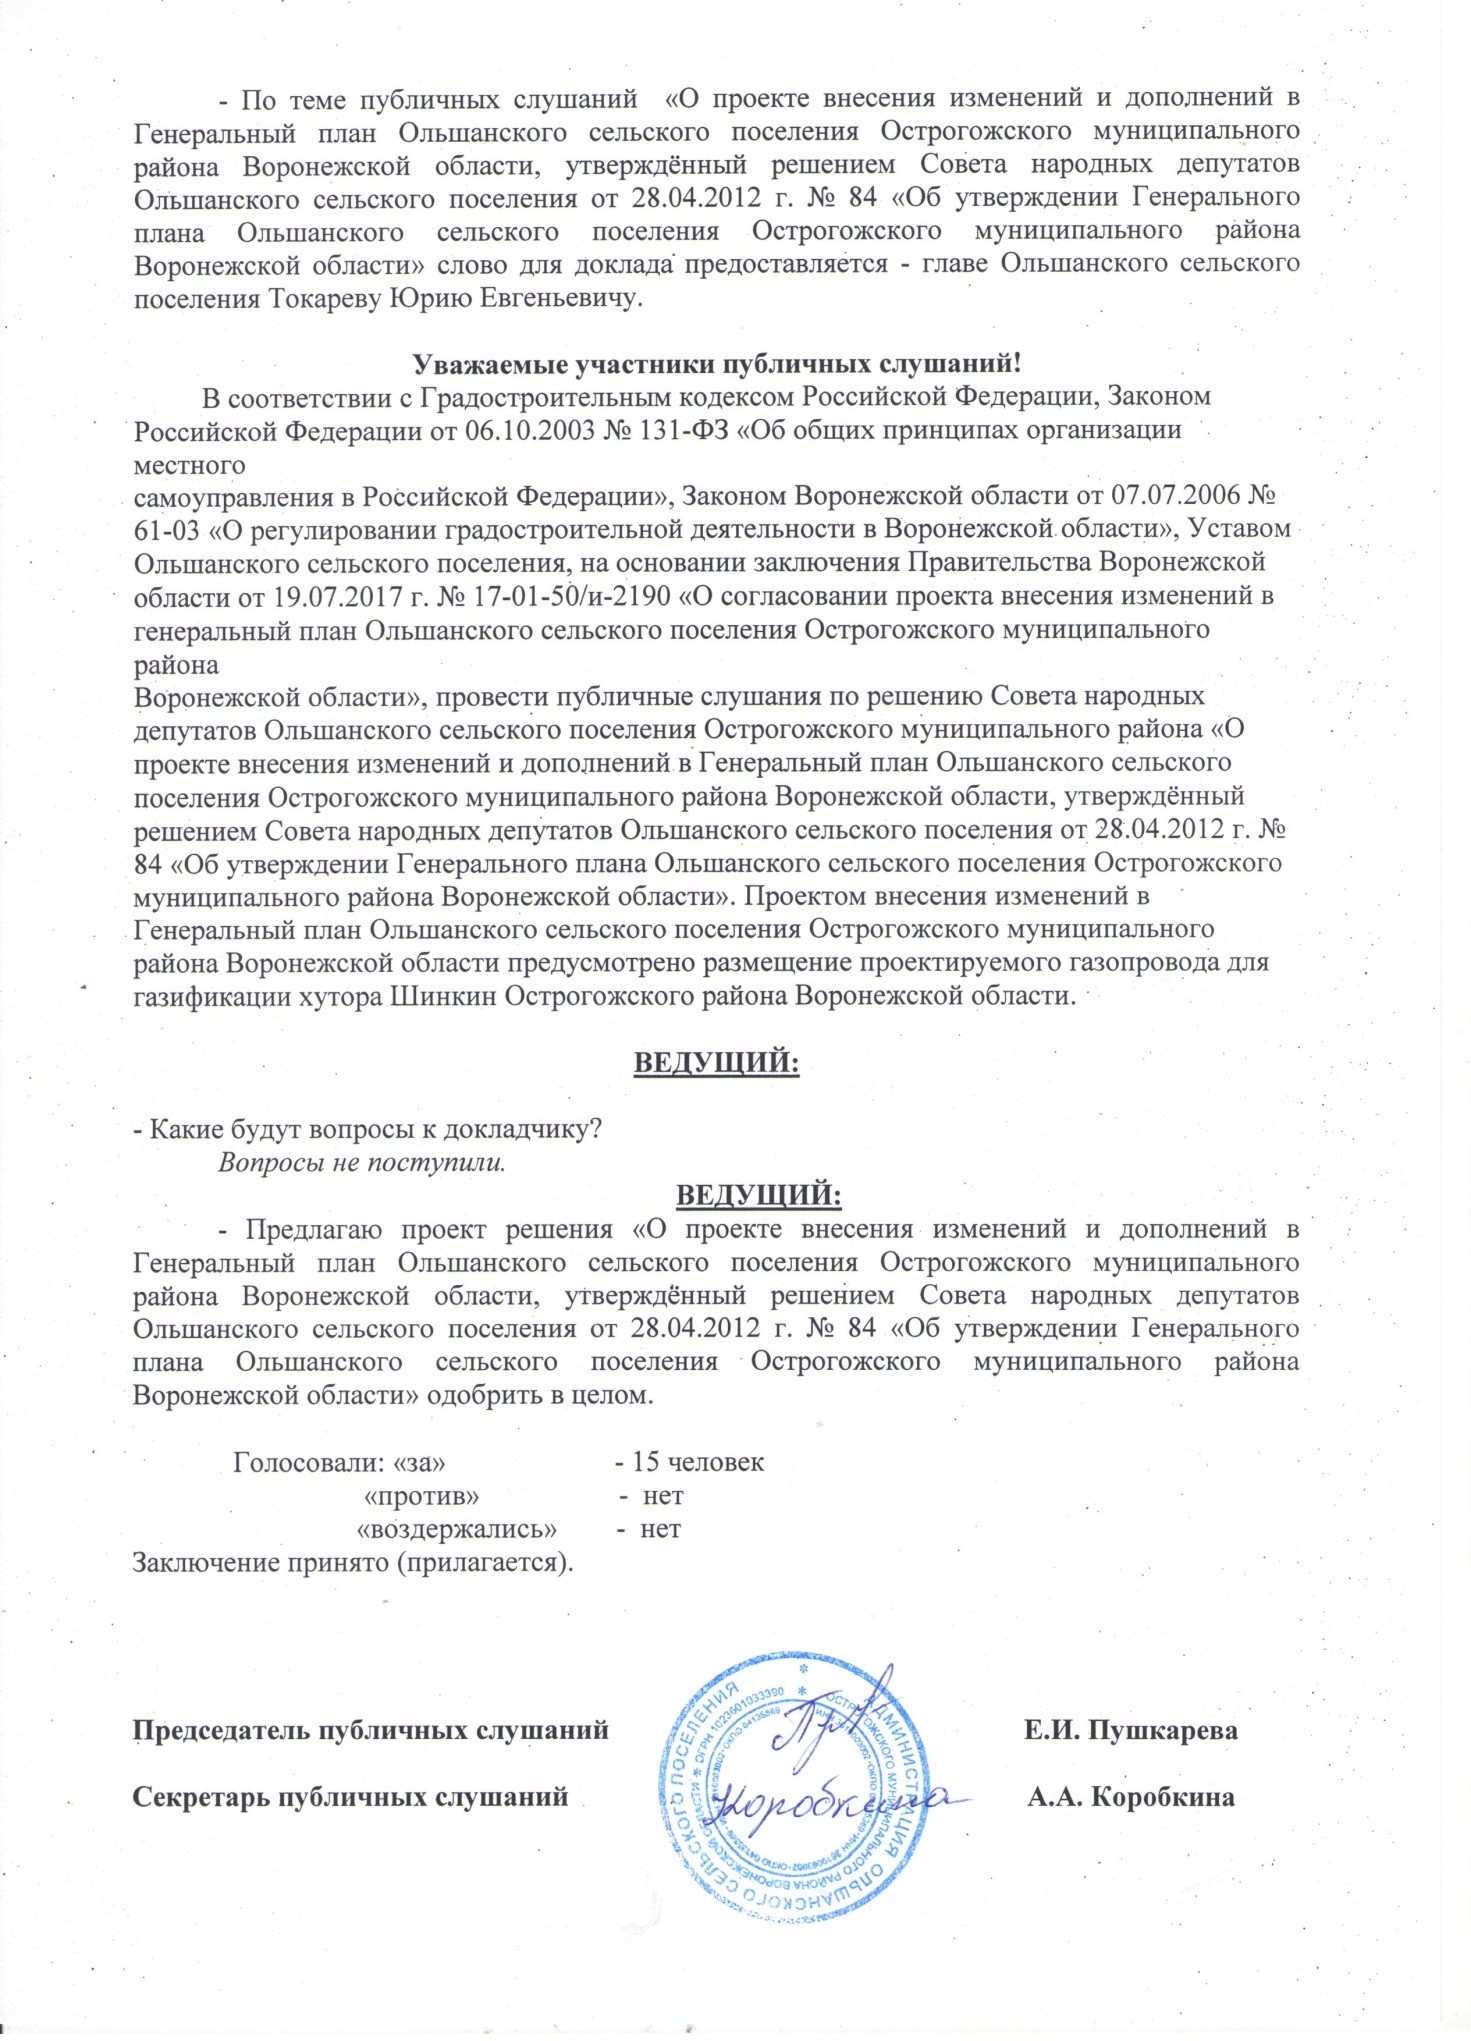 - По теме публичных слушаний «О проекте внесения изменений и дополнений в
Генеральный план Ольшанского сельского поселения Острогожского муниципального
района Воронежской области, утверждённый решением Совета народных депутатов
Ольшанского сельского поселения от 28.04.2012 г. № 84 «Об утверждении Генерального
плана Ольшанского сельского поселения Острогожского муниципального района
Воронежской области» слово для доклада предоставляется - главе Ольшанского сельского
поселения Токареву Юрию Евгеньевичу.
Уважаемые участники публичных слушаний!
В соответствии с Градостроительным кодексом Российской Федерации, Законом
Российской Федерации от 06.10.2003 № 131-ФЗ «Об общих принципах организации
местного
самоуправления в Российской Федерации», Законом Воронежской области от 07.07.2006 №
61-03 «О регулировании градостроительной деятельности в Воронежской области», Уставом
Ольшанского сельского поселения, на основании заключения Правительства Воронежской
области от 19.07.2017 г. № 17-01-50/и-2190 «О согласовании проекта внесения изменений в
генеральный план Ольшанского сельского поселения Острогожского муниципального
района
Воронежской области», провести публичные слушания по решению Совета народных
депутатов Ольшанского сельского поселения Острогожского муниципального района «О
проекте внесения изменений и дополнений в Генеральный план Ольшанского сельского
поселения Острогожского муниципального района Воронежской области, утверждённый
решением Совета народных депутатов Ольшанского сельского поселения от 28.04.2012 г. №
84 «Об утверждении Генерального плана Ольшанского сельского поселения Острогожского
муниципального района Воронежской области». Проектом внесения изменений в
Генеральный план Ольшанского сельского поселения Острогожского муниципального
района Воронежской области предусмотрено размещение проектируемого газопровода для
газификации хутора Шинкин Острогожского района Воронежской области.
ВЕДУЩИЙ:
- Какие будут вопросы к докладчику?
Вопросы не поступили.
ВЕДУЩИЙ:
- Предлагаю проект решения «О проекте внесения изменений и дополнений в
Генеральный план Ольшанского сельского поселения Острогожского муниципального
района Воронежской области, утверждённый решением Совета народных депутатов
Ольшанского сельского поселения от 28.04.2012 г. № 84 «Об утверждении Генерального
плана Ольшанского сельского поселения Острогожского муниципального района
Воронежской области» одобрить в целом.
Голосовали: «за» - 15 человек
«против» - нет
«воздержались» - нет
Заключение принято (прилагается).
Председатель публичных слушаний Е.И. Пушкарева
Секретарь публичных слушаний Коробкина А.А. Коробкина
АДМИНИСТРАЦИЯ ОЛЬШАНСКОГО СЕЛЬСКОГО ПОСЕЛЕНИЯ
ОСТРОГОЖСКОГО МУНИЦИПАЛЬНОГО РАЙОНА ВОРОНЕЖСКОЙ ОБЛАСТИ * ОГРН 1023601033390 *